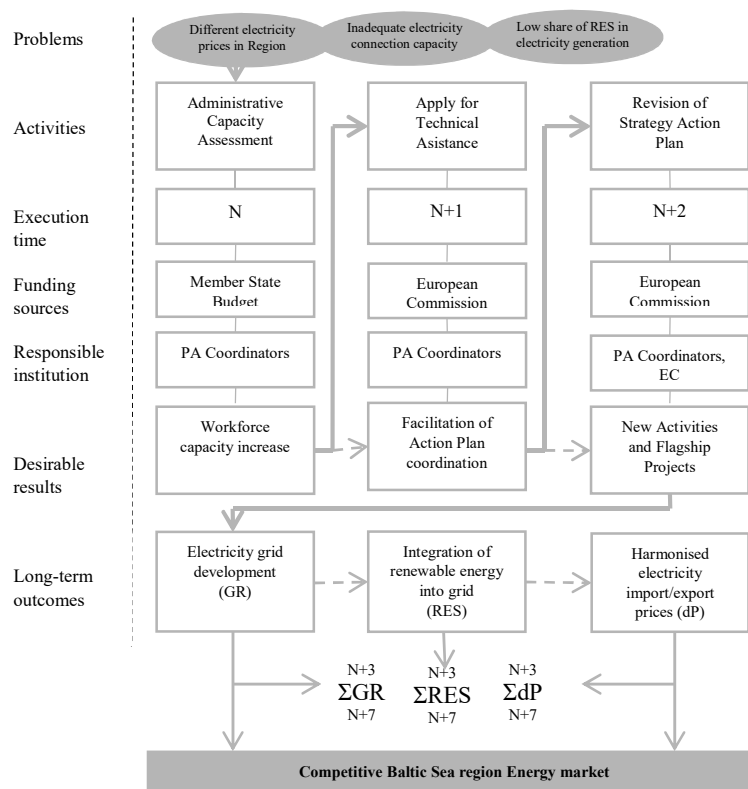 Problems
Different electricity
prices in Region
Inadequate electricity
connection capacity
Low share of RES in
electricity generation
Activities
Administrative
Capacity
Assessment
Apply for
Technical
Asistance
Revision of
Strategy Action
Plan
Execution
time
N
N+1
N+2
Funding
sources
Member State
Budget
European
Commission
European
Commission
Responsible
institution
PA Coordinators
PA Coordinators
PA Coordinators,
EC
Desirable
results
Workforce
capacity increase
Facilitation of
Action Plan
coordination
New Activities
and Flagship
Projects
Long-term
outcomes
Electricity grid
development
(GR)
Integration of
renewable energy
into grid
(RES)
Harmonised
electricity
import/export
prices (dP)
N+3
ΣGR
N+7
N+3
ΣRES
N+7
N+3
ΣdP
N+7
Competitive Baltic Sea region Energy market